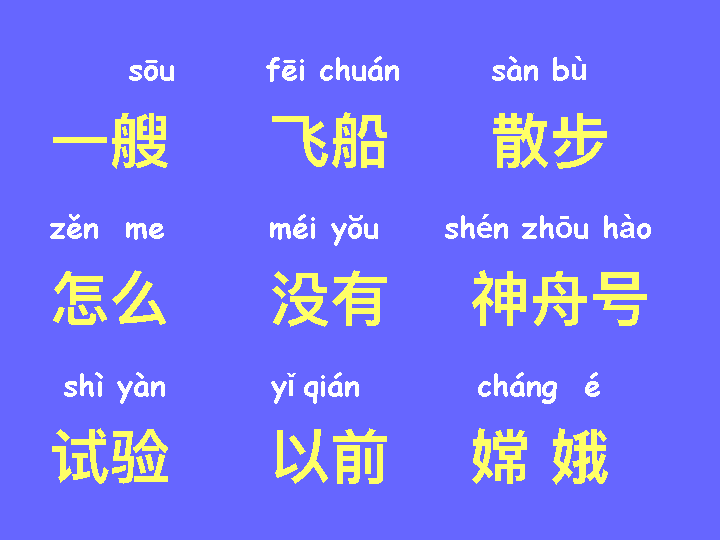 sōu fēi chuán sàn bù
一艘 飞船 散步
zěn me méi yǒu shén zhōu hào
怎么 没有 神舟号
shì yàn yǐ qián cháng é
试验 以前 嫦 娥